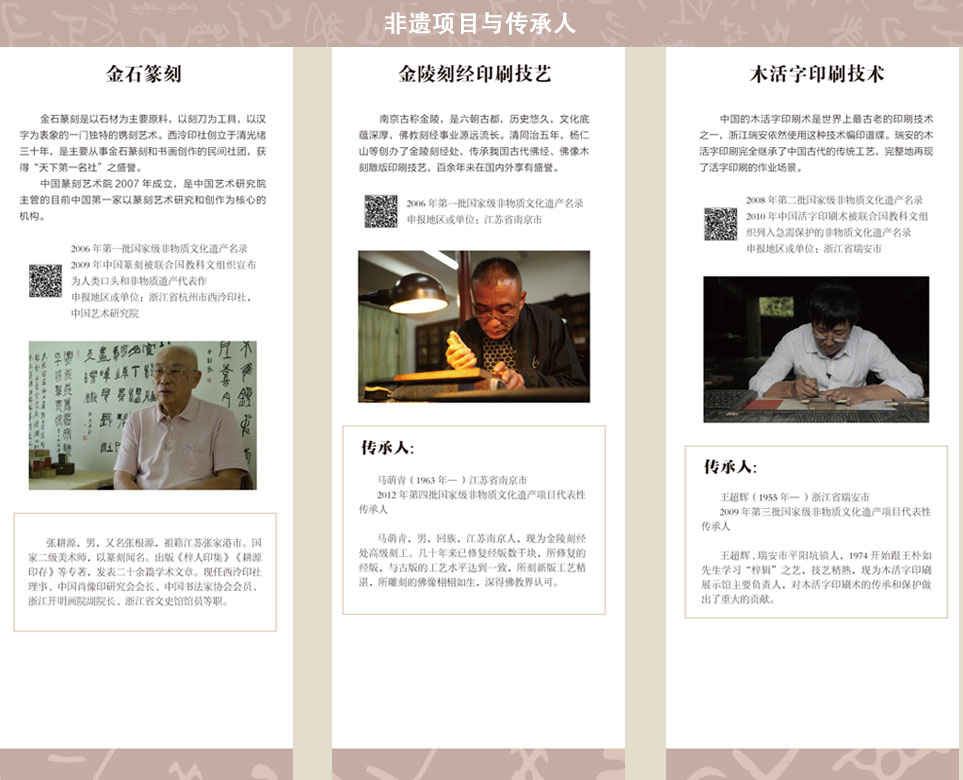 非遗项目与传承人
金石篆刻
金石篆刻是以石材为主要原料，以刻刀为工具，以汉
字为表象的一门独特的镌刻艺术。西泠印社创立于清光绪
三十年，是主要从事金石篆刻和书画创作的民间社团，获
得“天下第一名社”之盛誉。
中国篆刻艺术院 2007 年成立，是中国艺术研究院
主管的目前中国第一家以篆刻艺术研究和创作为核心的
机构。
2006 年第一批国家级非物质文化遗产名录
2009 年中国篆刻被联合国教科文组织宣布
为人类口头和非物质遗产代表作
申报地区或单位：浙江省杭州市西泠印社，
中国艺术研究院
张耕源，男，又名张根源，祖籍江苏张家港市。国
家二级美术师，以篆刻闻名。出版《梓人印集》《耕源
印存》等专著，发表二十余篇学术文章。现任西泠印社
理事、中国肖像印研究会会长、中国书法家协会会员、
浙江开明画院副院长、浙江省文史馆馆员等职。
金陵刻经印刷技艺
南京古称金陵，是六朝古都，历史悠久，文化底
蕴深厚，佛教刻经事业源远流长。清同治五年，杨仁
山等创办了金陵刻经处，传承我国古代佛经、佛像木
刻雕版印刷技艺，百余年来在国内外享有盛誉。
2006 年第一批国家级非物质文化遗产名录
申报地区或单位：江苏省南京市
传承人：
马萌青（1963 年— ）江苏省南京市
2012 年第四批国家级非物质文化遗产项目代表性
传承人
马萌青，男，回族，江苏南京人，现为金陵刻经
处高级刻工。几十年来已修复经版数千块，所修复的
经版，与古版的工艺水平达到一致，所刻新版工艺精
湛，所雕刻的佛像栩栩如生，深得佛教界认可。
木活字印刷技术
中国的木活字印刷术是世界上最古老的印刷技术
之一，浙江瑞安依然使用这种技术编印谱牒。瑞安的木
活字印刷完全继承了中国古代的传统工艺，完整地再现
了活字印刷的作业场景。
2008 年第二批国家级非物质文化遗产名录
2010 年中国活字印刷术被联合国教科文组
织列入急需保护的非物质文化遗产名录
申报地区或单位：浙江省瑞安市
传承人：
王超辉（1955 年— ）浙江省瑞安市
2009 年第三批国家级非物质文化遗产项目代表性
传承人
王超辉，瑞安市平阳坑镇人，1974 开始跟王朴如
先生学习“梓辑”之艺，技艺精熟，现为木活字印刷
展示馆主要负责人，对木活字印刷术的传承和保护做
出了重大的贡献。